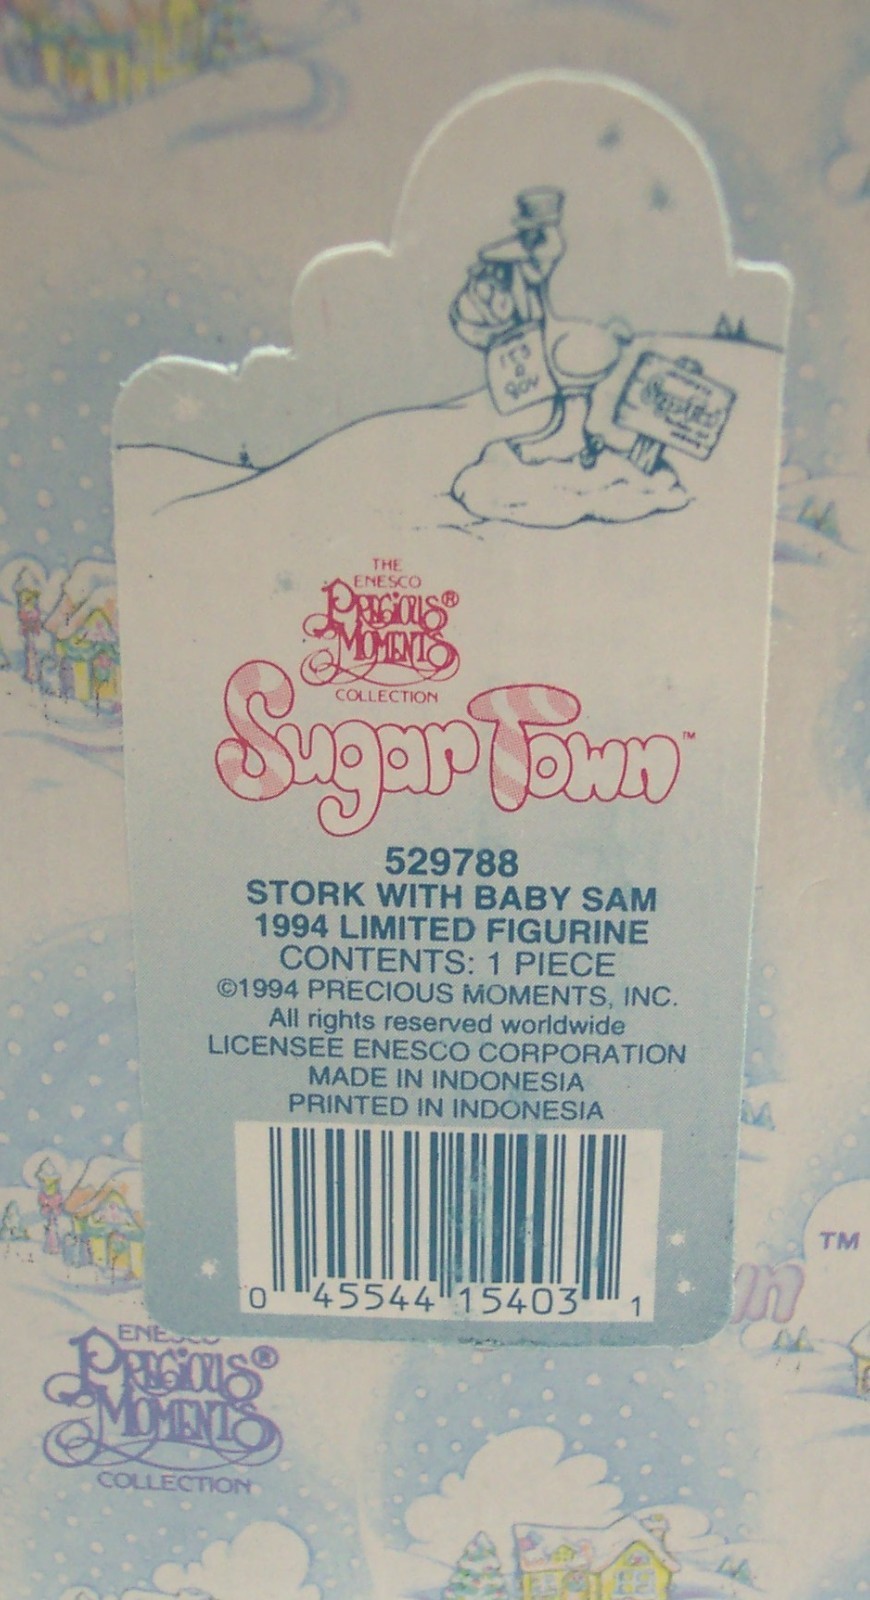 IT'S
A
BOY
THE
ENESCO
PRECIOUS®
MOMENTS
COLLECTION
Sugar Town™
529788
STORK WITH BABY SAM
1994 LIMITED FIGURINE
CONTENTS: 1 PIECE
©1994 PRECIOUS MOMENTS, INC.
All rights reserved worldwide
LICENSEE ENESCO CORPORATION
MADE IN INDONESIA
PRINTED IN INDONESIA
0 45544 15403 1
TM
ENESCO
PRECIOUS®
MOMENTS
COLLECTION